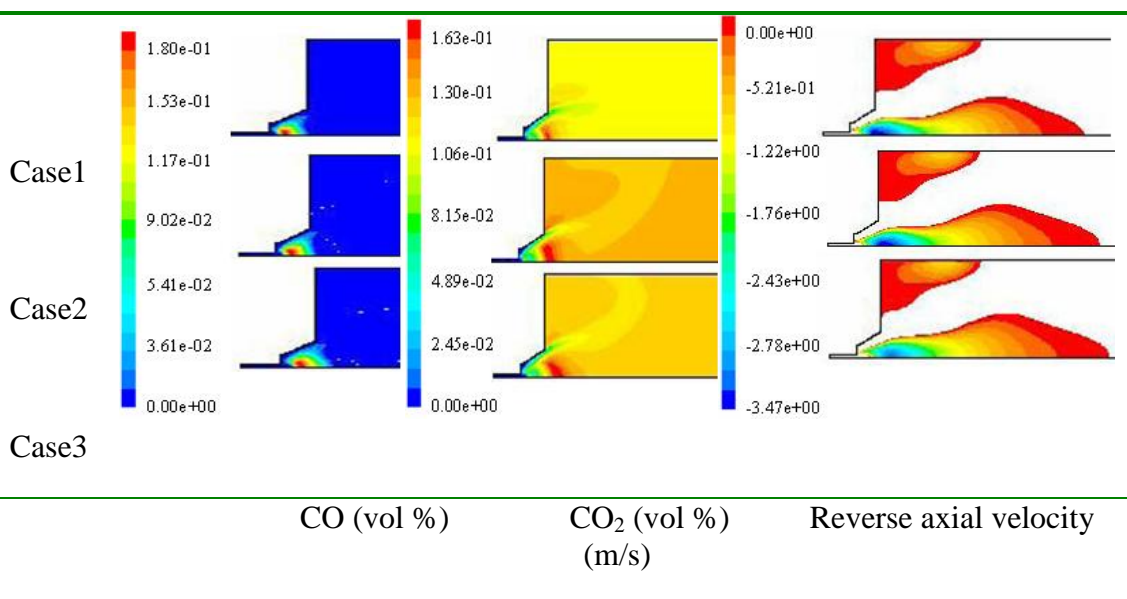 1.80e-01
1.53e-01
1.17e-01
9.02e-02
5.41e-02
3.61e-02
0.00e+00
1.63e-01
1.30e-01
1.06e-01
8.15e-02
4.89e-02
2.45e-02
0.00e+00
0.00e+00
-5.21e-01
-1.22e+00
-1.76e+00
-2.43e+00
-2.78e+00
-3.47e+00
Case1
Case2
Case3
CO (vol %) CO₂ (vol %) Reverse axial velocity
(m/s)